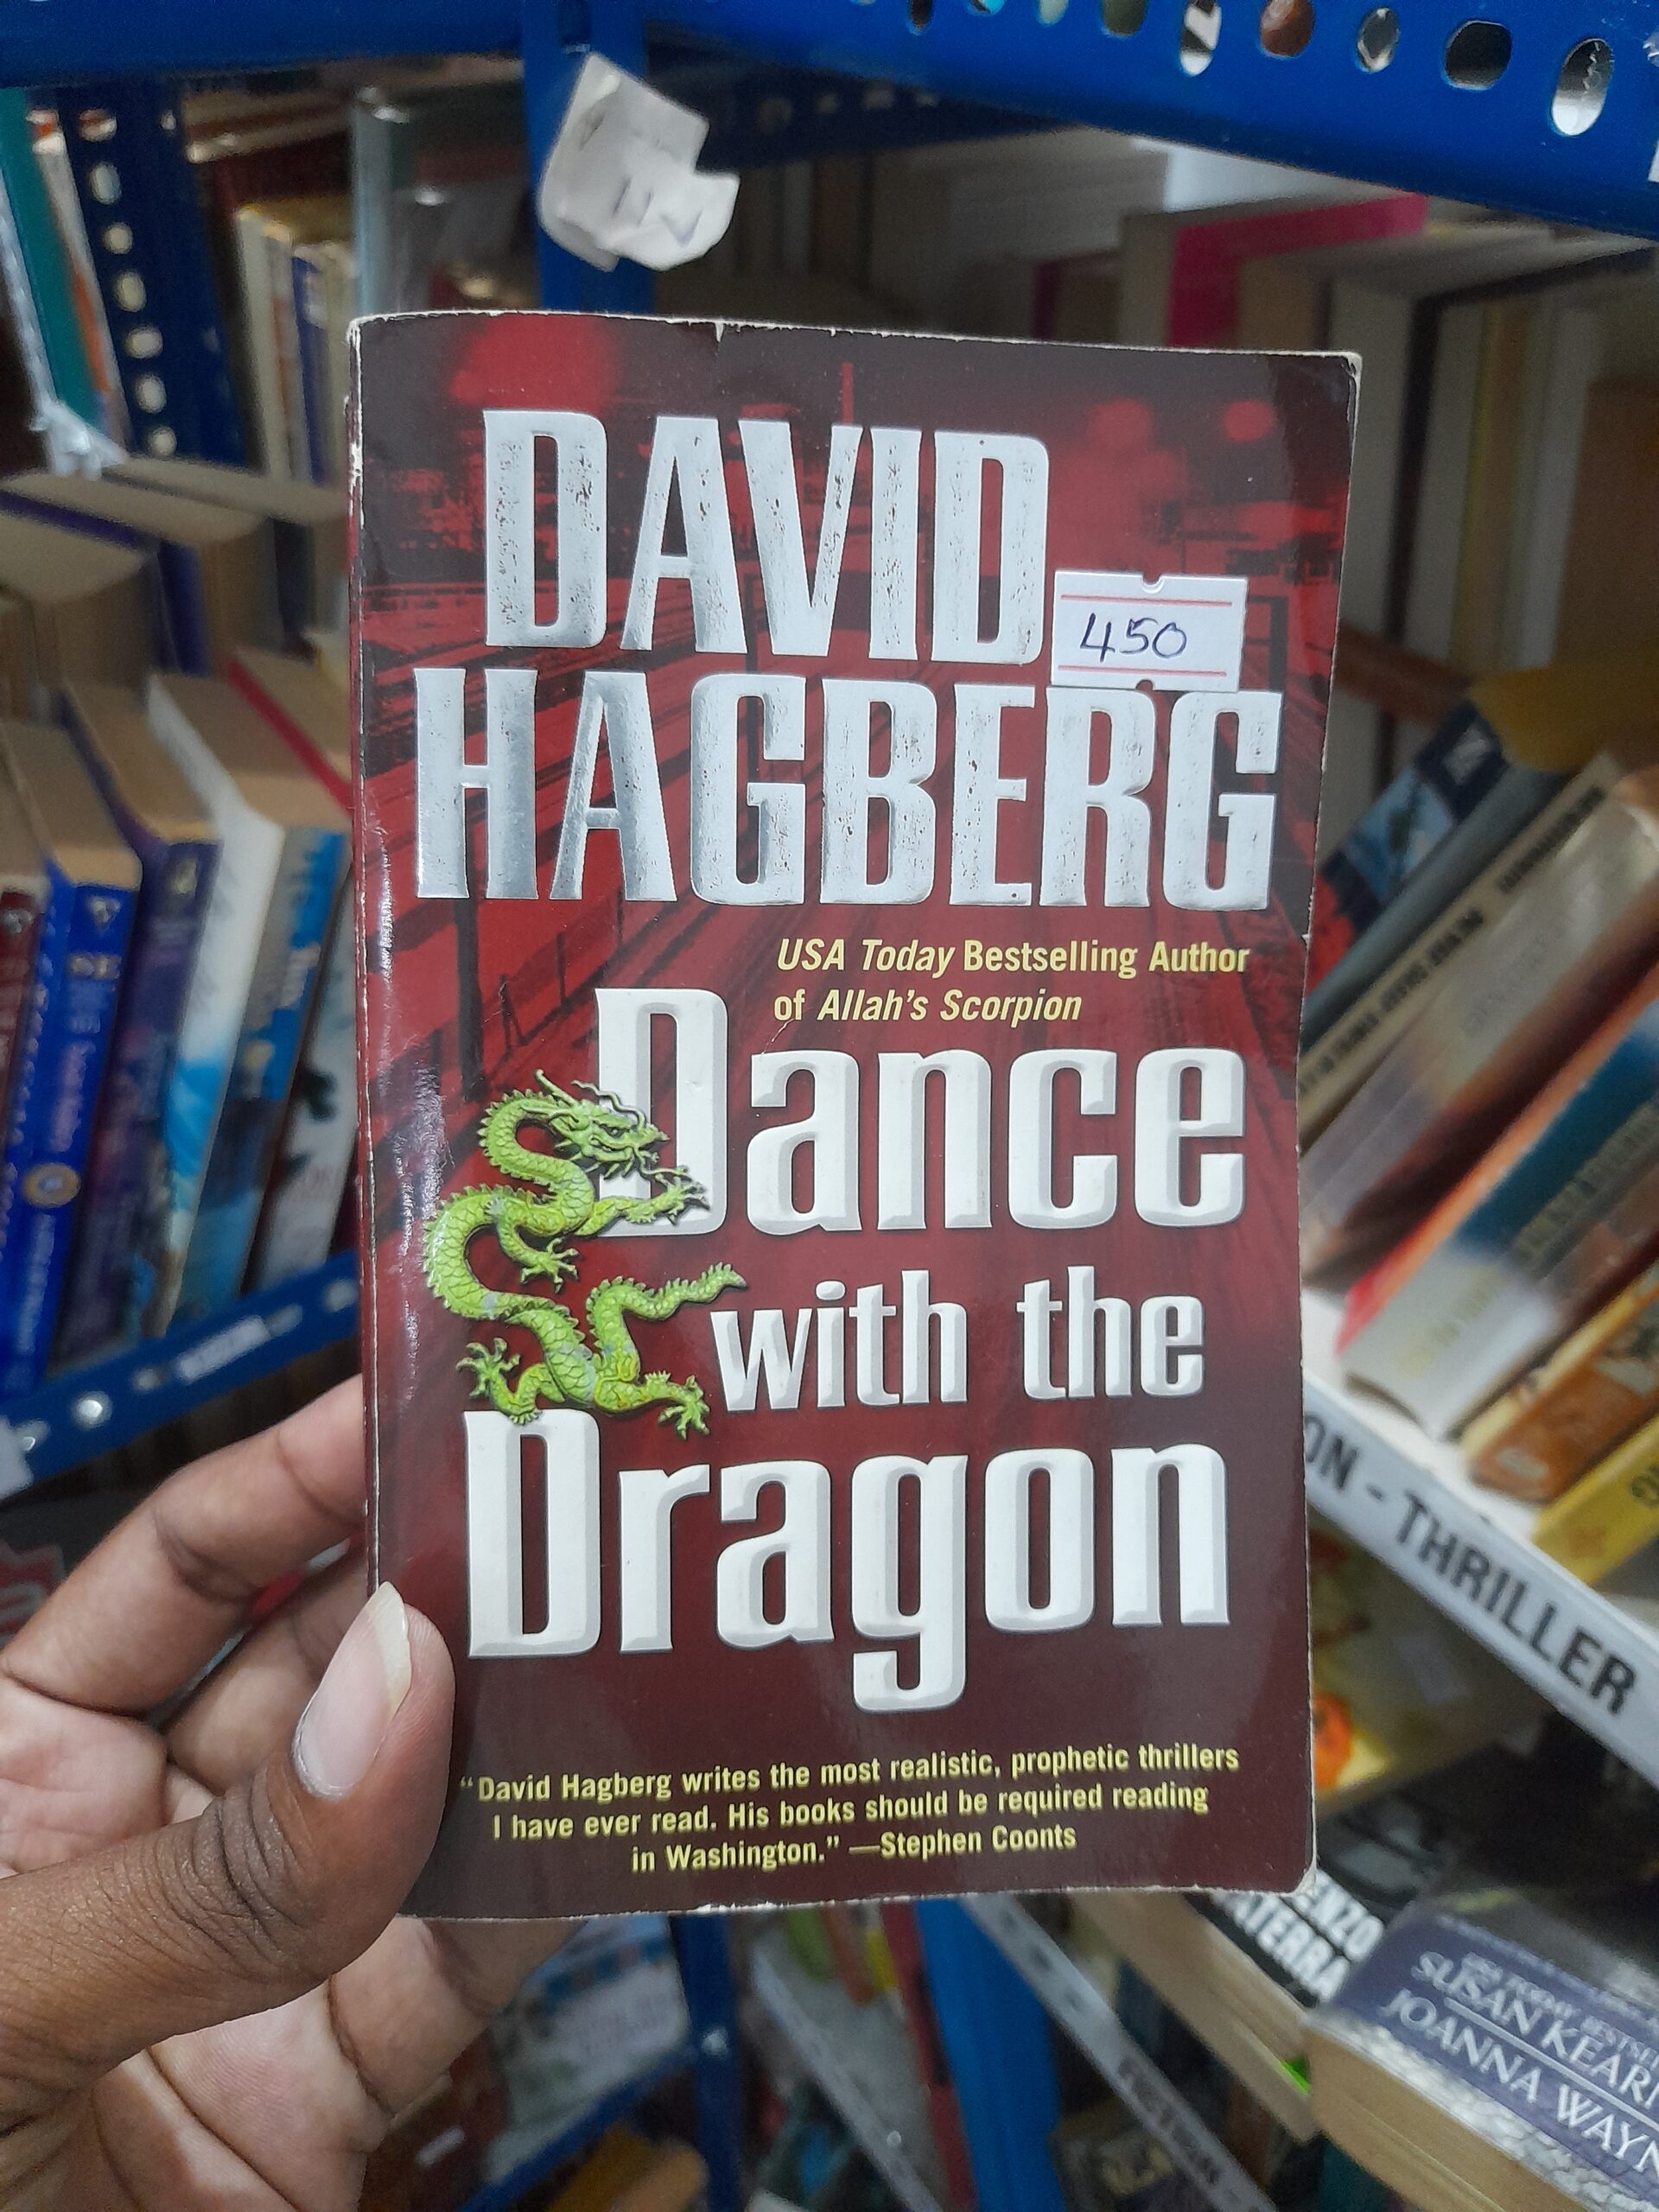 DAVID
450
HAGBERG
USA Today Bestselling Author
of Allah's Scorpion
Dance
with the
Dragon
"David Hagberg writes the most realistic, prophetic thrillers
I have ever read. His books should be required reading
in Washington." —Stephen Coonts
ON - THRILLER
ENZO
ATERRA
SUSAN KEAR
JOANNA WAYN